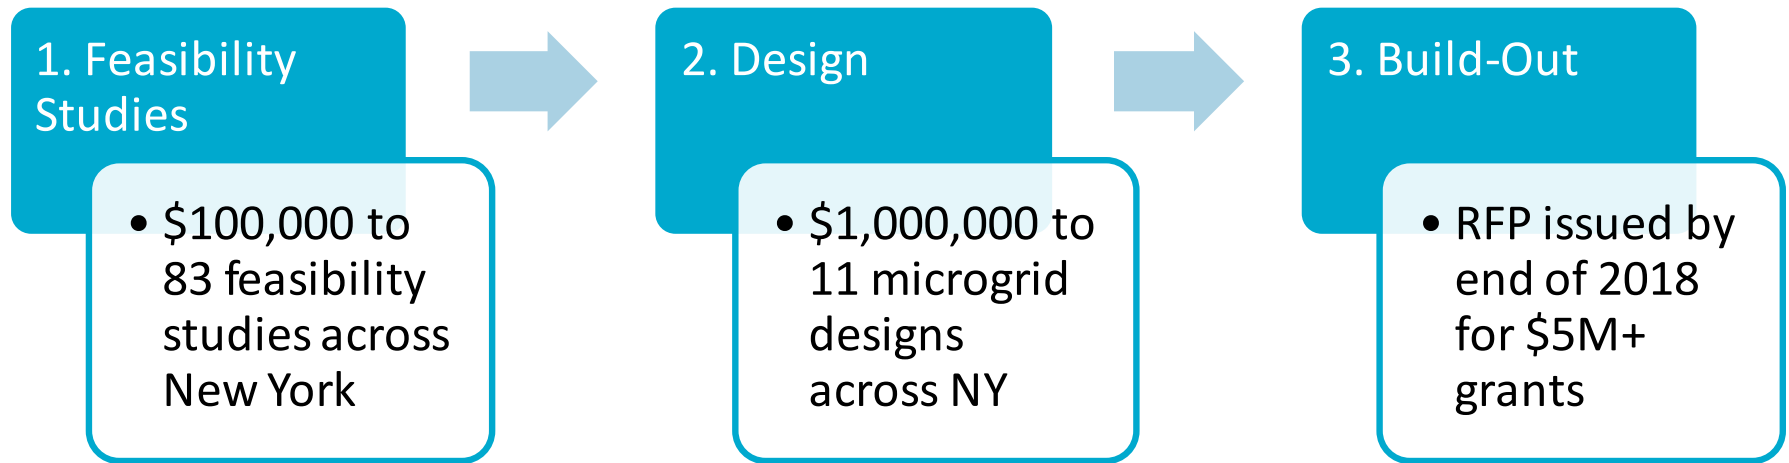 1. Feasibility
Studies
• $100,000 to
83 feasibility
studies across
New York
2. Design
• $1,000,000 to
11 microgrid
designs
across NY
3. Build-Out
• RFP issued by
end of 2018
for $5M+
grants